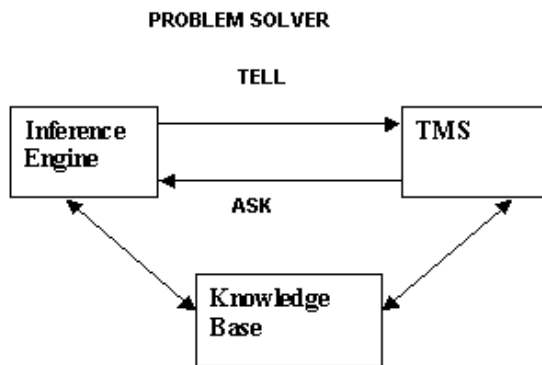 PROBLEM SOLVER
TELL
Inference
Engine
TMS
ASK
Knowledge
Base